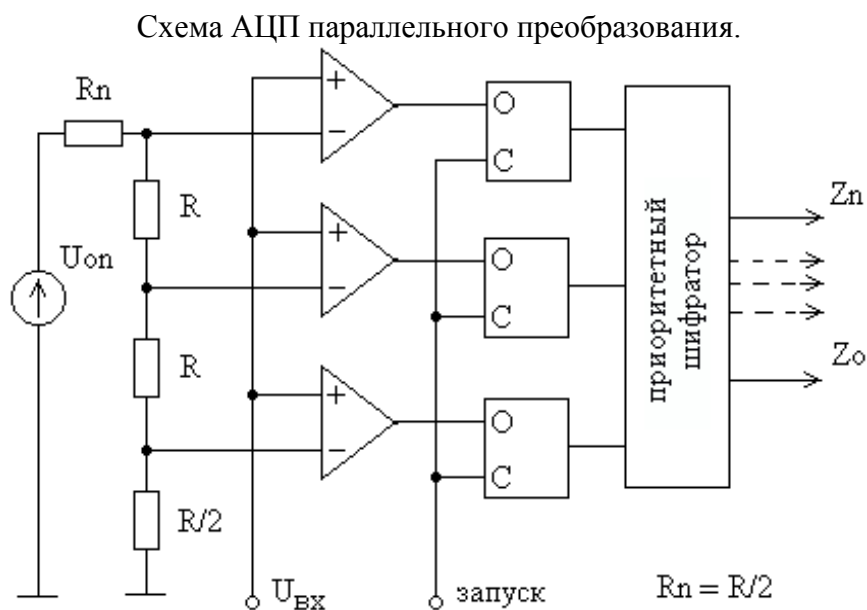 Схема АЦП параллельного преобразования.
Rn
+
−
O
C
R
Uon
+
−
O
C
R
+
−
O
C
R/2
приоритетный
шифратор
Zn
Zo
UВХ
запуск
Rn = R/2